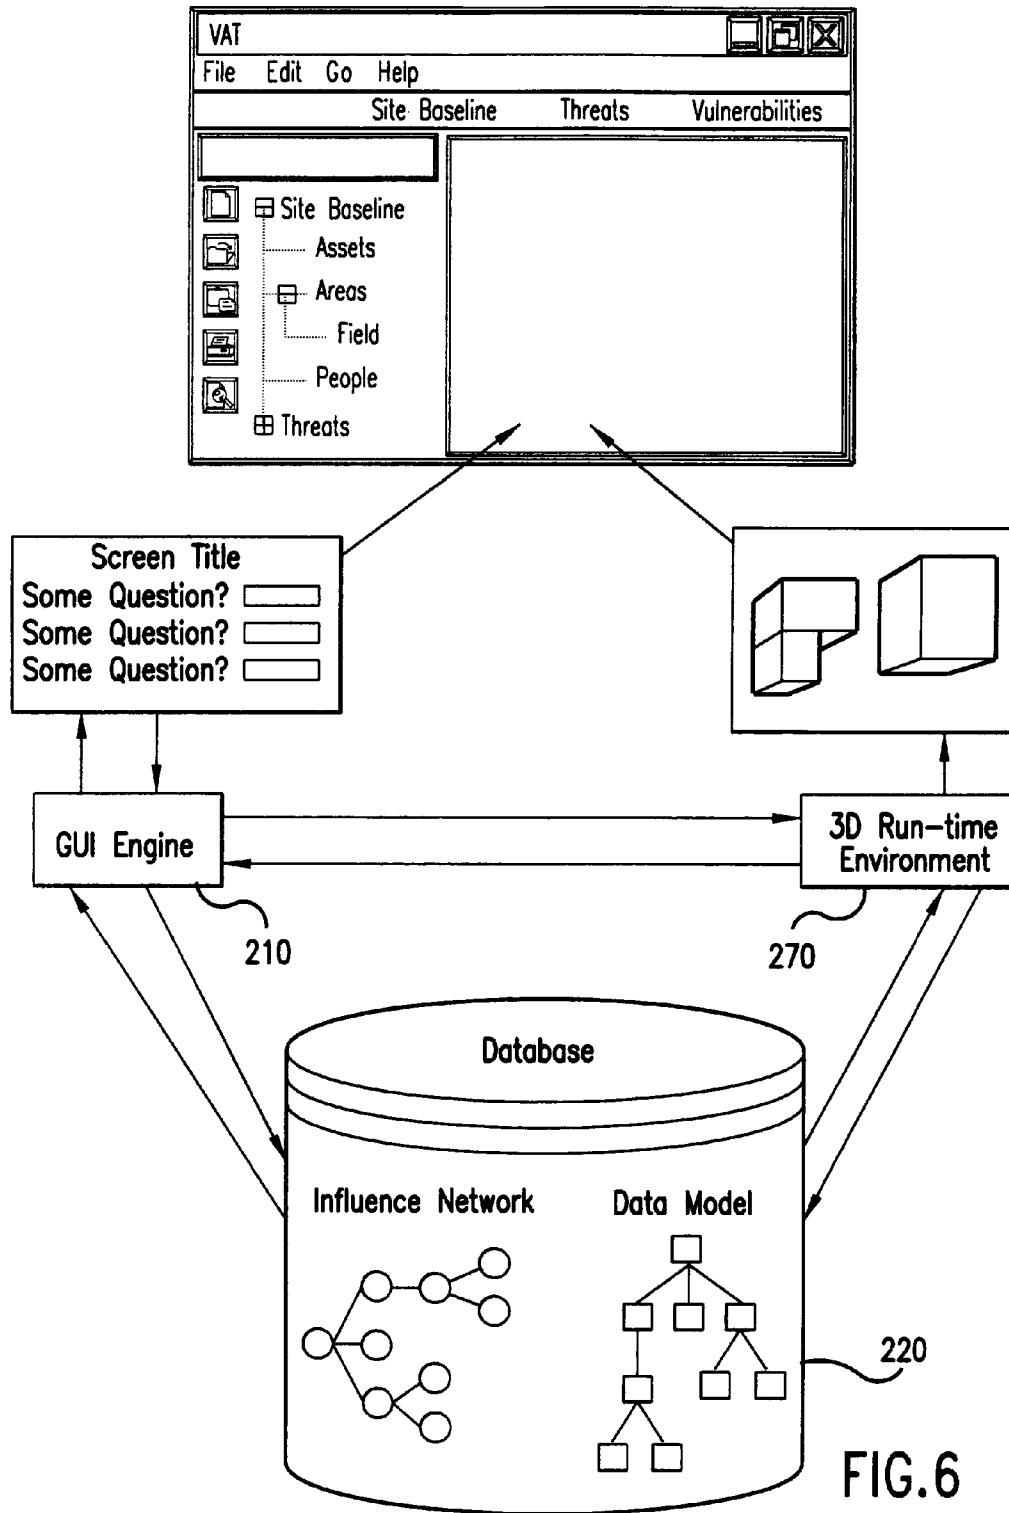 VAT
File Edit Go Help
Site Baseline Threats Vulnerabilities
Site Baseline
Assets
Areas
Field
People
Threats
Screen Title
Some Question?
Some Question?
Some Question?
GUI Engine
3D Run-time
Environment
210
270
Database
Influence Network
Data Model
220
FIG.6